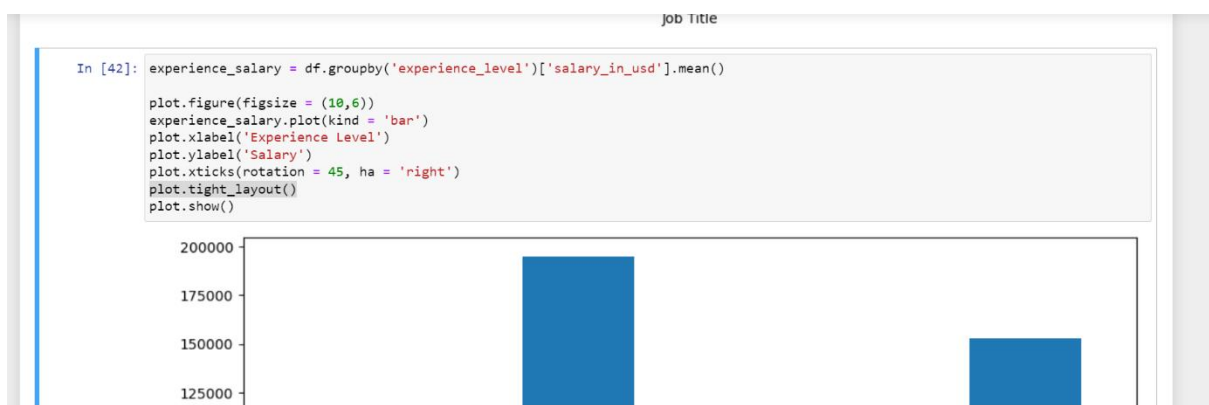 Job Title
In [42]: experience_salary = df.groupby('experience_level')['salary_in_usd'].mean()
plot.figure(figsize = (10,6))
experience_salary.plot(kind = 'bar')
plot.xlabel('Experience Level')
plot.ylabel('Salary')
plot.xticks(rotation = 45, ha = 'right')
plot.tight_layout()
plot.show()
200000
175000
150000
125000